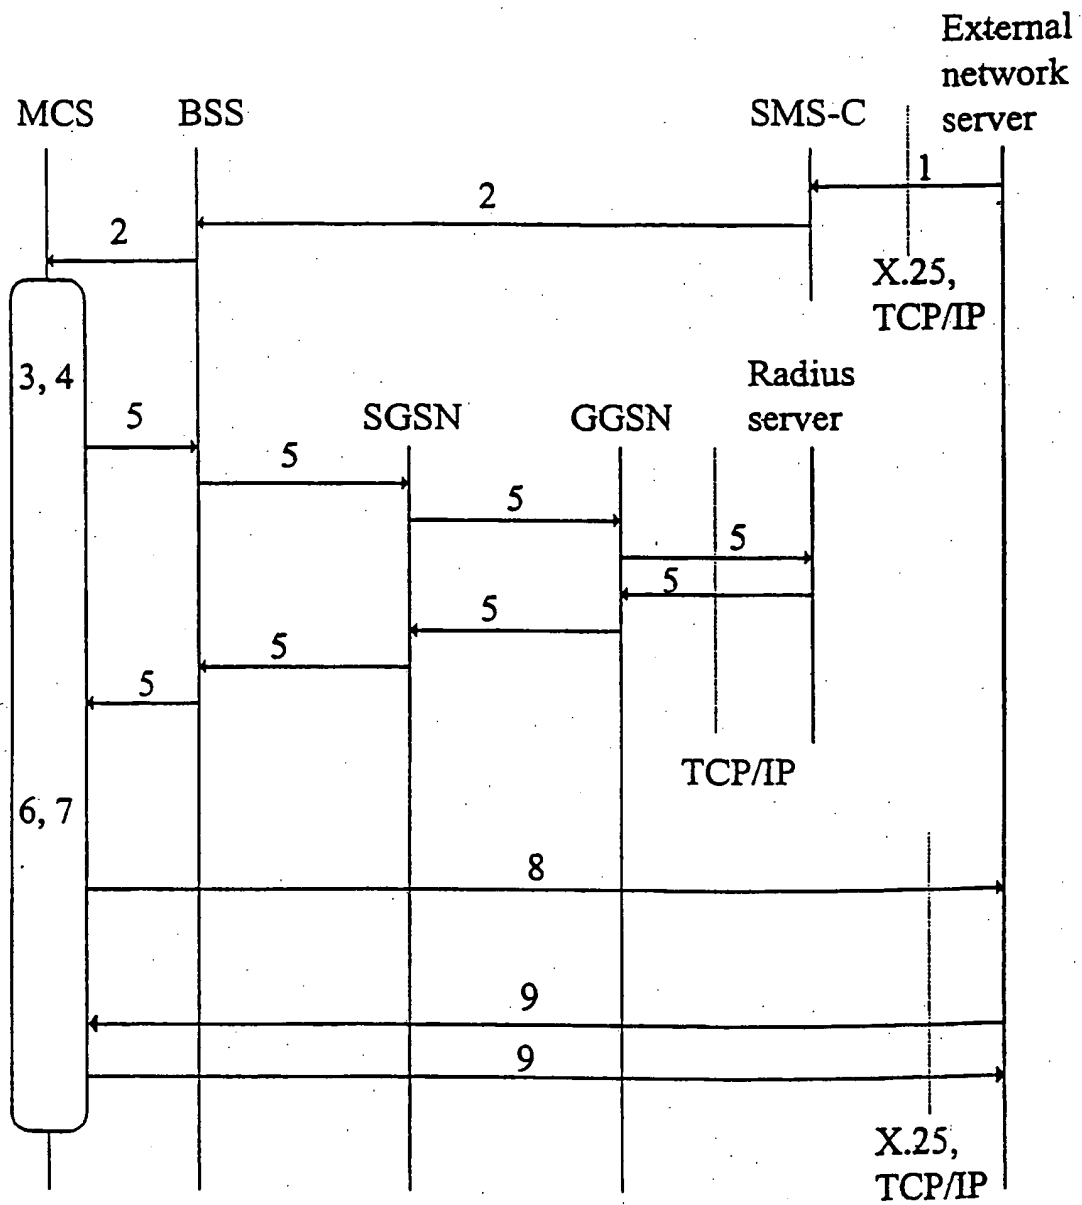 External
network
server
MCS
BSS
SMS-C
1
2
2
X.25,
TCP/IP
3, 4
Radius
server
SGSN
GGSN
5
5
5
5
5
5
5
5
TCP/IP
6, 7
8
9
9
X.25,
TCP/IP